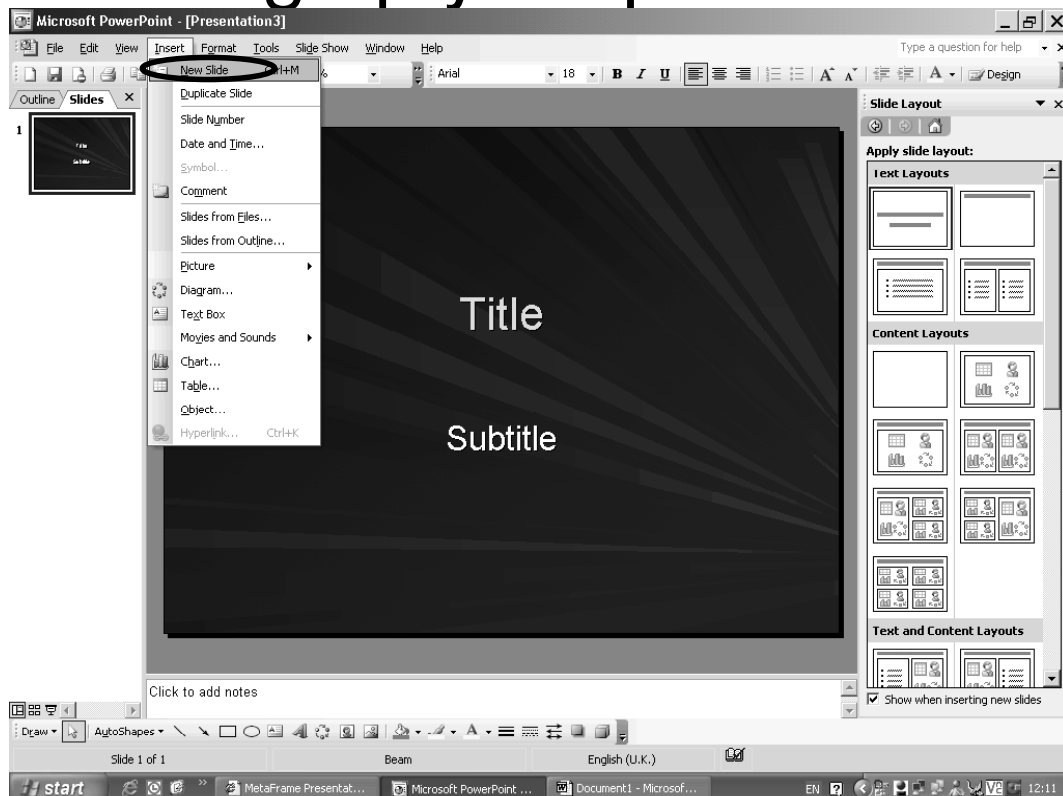 Microsoft PowerPoint - [Presentation3]
File Edit View Insert Format Tools Slide Show Window Help
Type a question for help
Arial 18 B I U Design
Outline Slides
1
Title
Subtitle
New Slide Ctrl+M
Duplicate Slide
Slide Number
Date and Time...
Symbol...
Comment
Slides from Files...
Slides from Outline...
Picture
Diagram...
Text Box
Movies and Sounds
Chart...
Table...
Object...
Hyperlink... Ctrl+K
Title
Subtitle
Slide Layout
Apply slide layout:
Text Layouts
Content Layouts
Text and Content Layouts
Show when inserting new slides
Click to add notes
Draw AutoShapes
Slide 1 of 1 Beam English (U.K.)
start MetaFrame Presentat... Microsoft PowerPoint ... Document1 - Microsof... EN 12:11